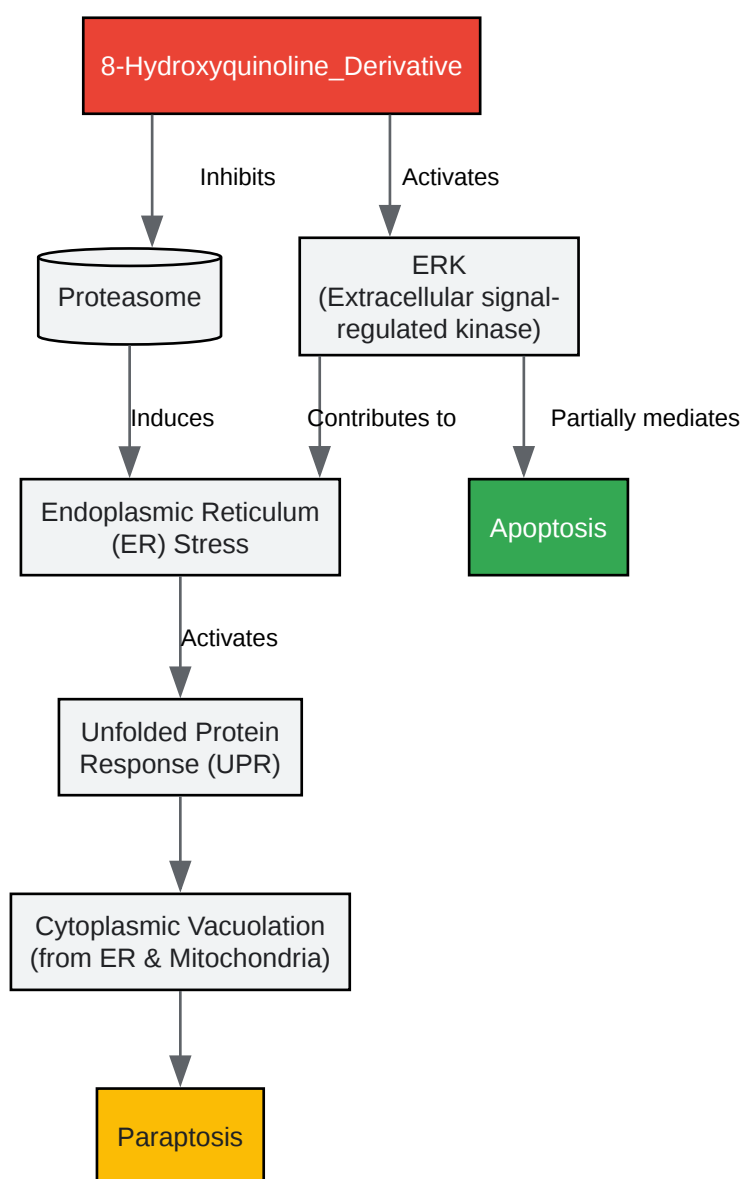 8-Hydroxyquinoline_Derivative
Inhibits
Activates
Proteasome
ERK
(Extracellular signal-
regulated kinase)
Induces
Contributes to
Partially mediates
Endoplasmic Reticulum
(ER) Stress
Apoptosis
Activates
Unfolded Protein
Response (UPR)
Cytoplasmic Vacuolation
(from ER & Mitochondria)
Paraptosis